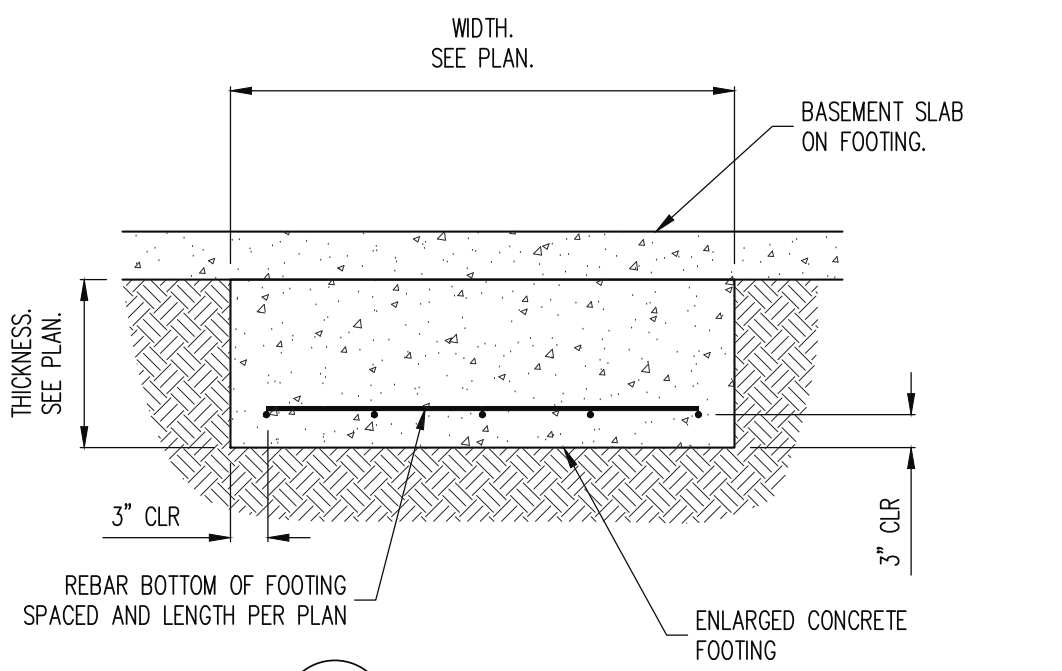 WIDTH.
SEE PLAN.
BASEMENT SLAB
ON FOOTING.
THICKNESS.
SEE PLAN.
3" CLR
3" CLR
REBAR BOTTOM OF FOOTING
SPACED AND LENGTH PER PLAN
ENLARGED CONCRETE
FOOTING